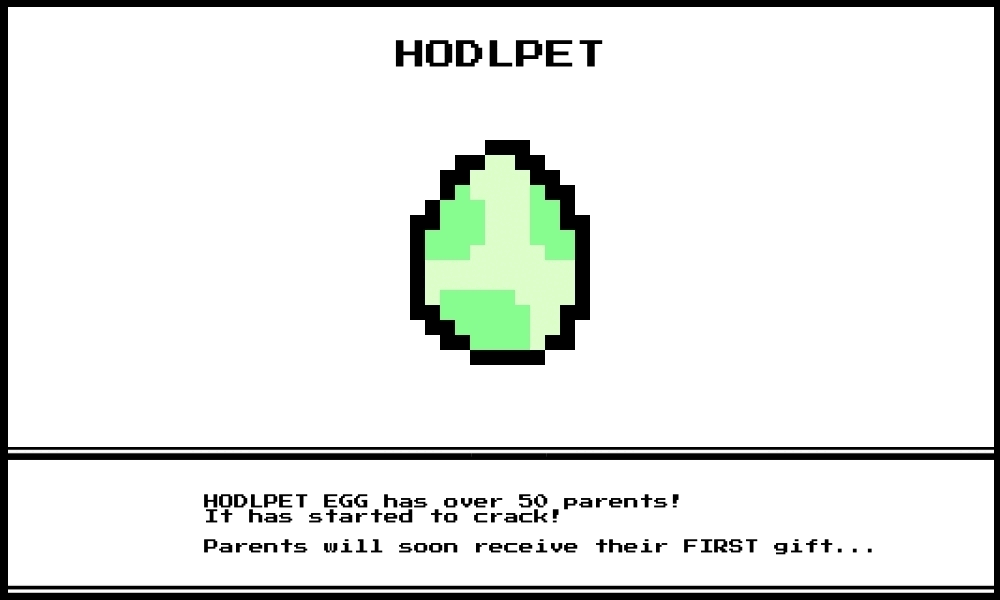 HODLPET
HODLPET EGG has over 50 parents!
It has started to crack!
Parents will soon receive their FIRST gift...